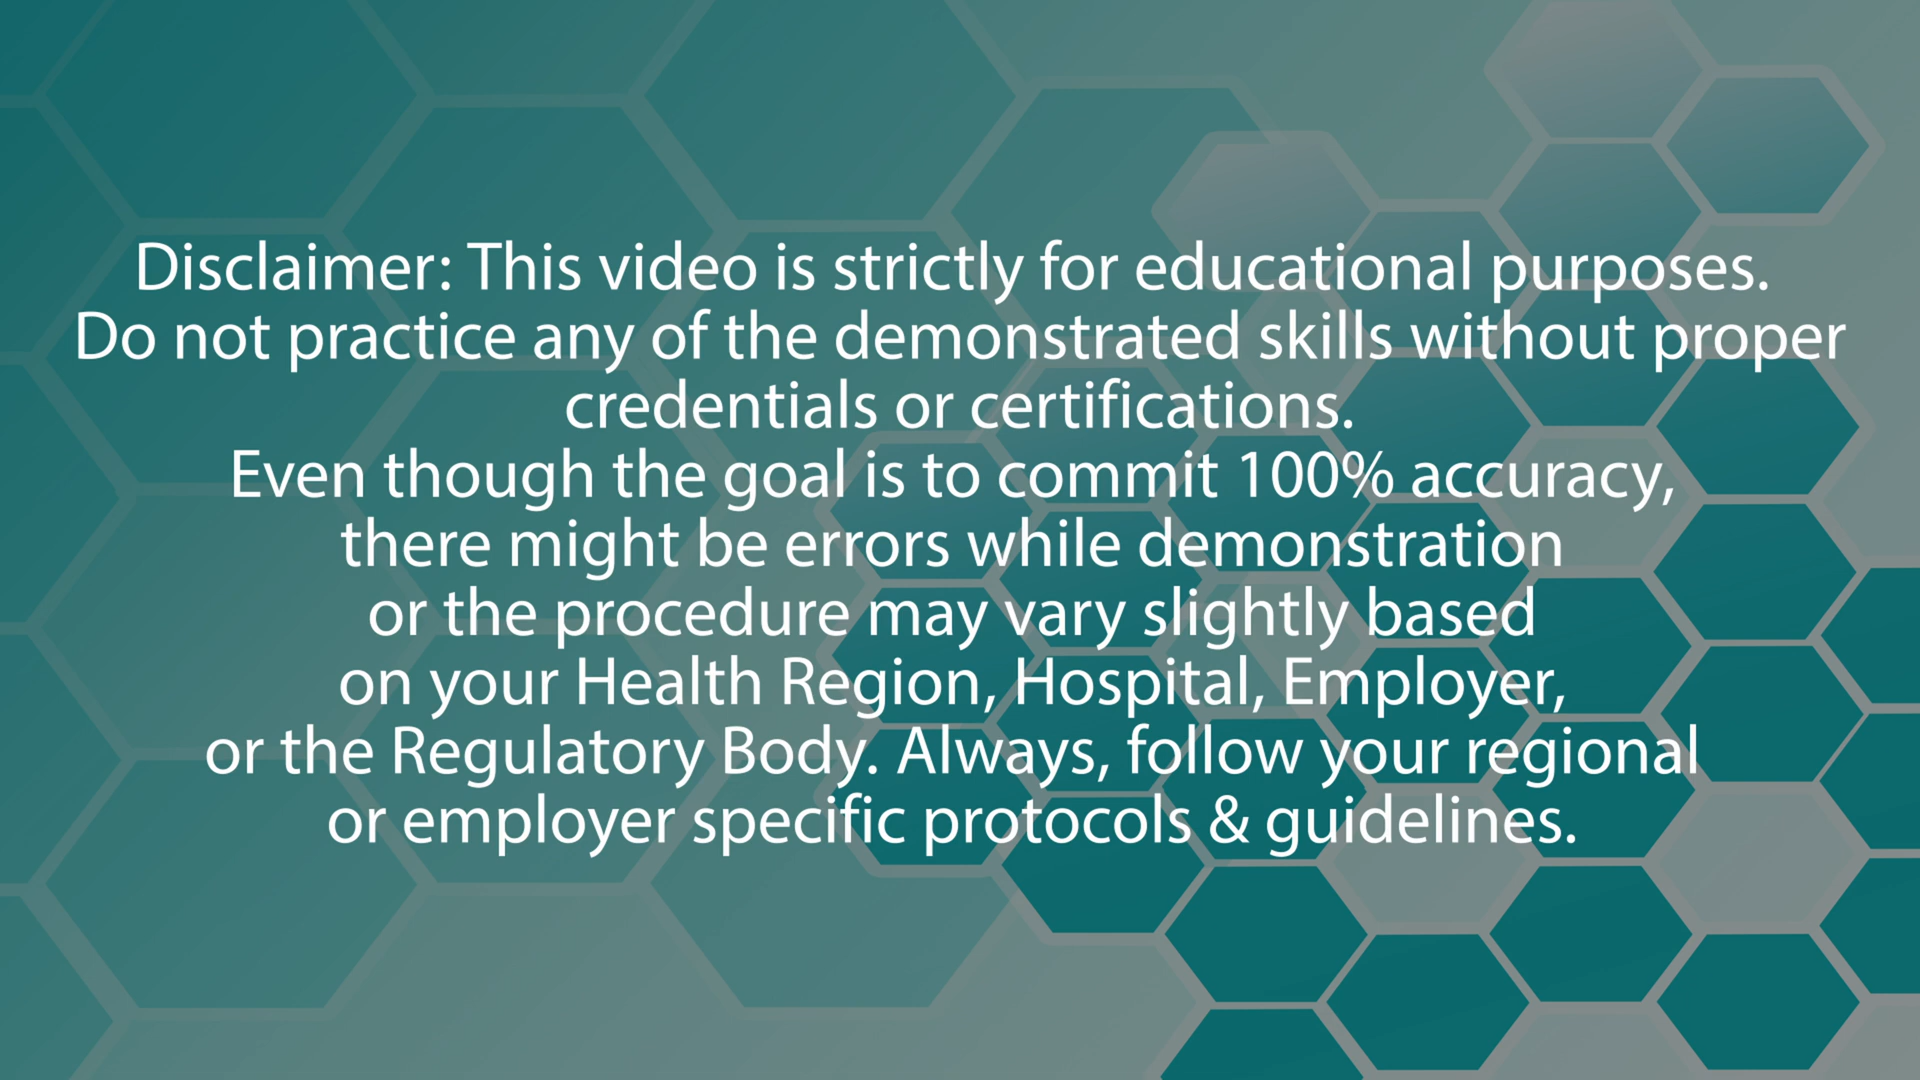 Disclaimer: This video is strictly for educational purposes.
Do not practice any of the demonstrated skills without proper
credentials or certifications.
Even though the goal is to commit 100% accuracy,
there might be errors while demonstration
or the procedure may vary slightly based
on your Health Region, Hospital, Employer,
or the Regulatory Body. Always, follow your regional
or employer specific protocols & guidelines.